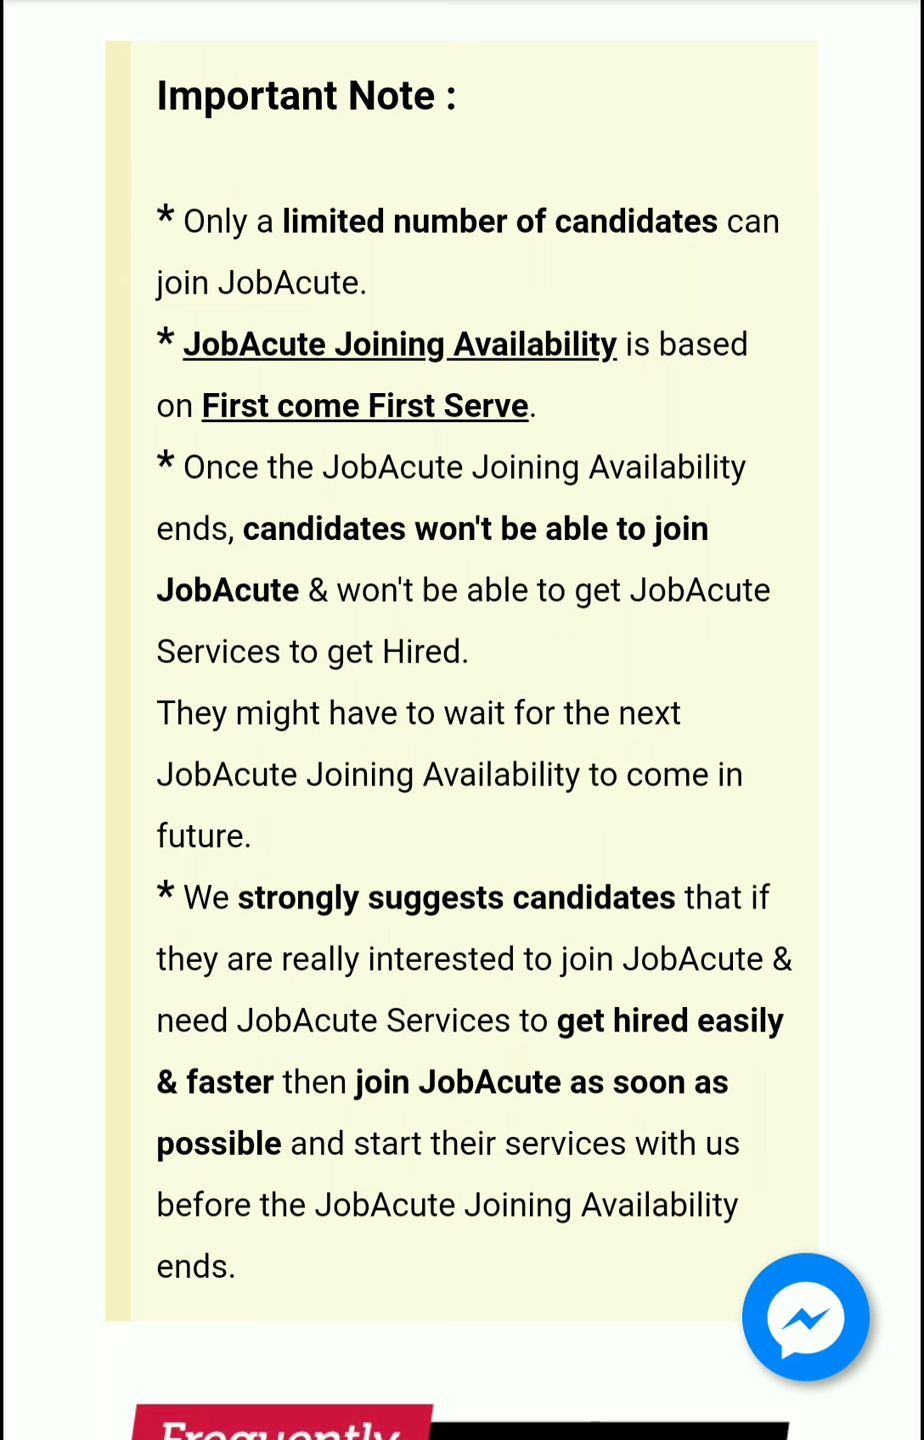 Important Note :
* Only a limited number of candidates can
join JobAcute.
* JobAcute Joining Availability is based
on First come First Serve.
* Once the JobAcute Joining Availability
ends, candidates won't be able to join
JobAcute & won't be able to get JobAcute
Services to get Hired.
They might have to wait for the next
JobAcute Joining Availability to come in
future.
* We strongly suggests candidates that if
they are really interested to join JobAcute &
need JobAcute Services to get hired easily
& faster then join JobAcute as soon as
possible and start their services with us
before the JobAcute Joining Availability
ends.
Frequently